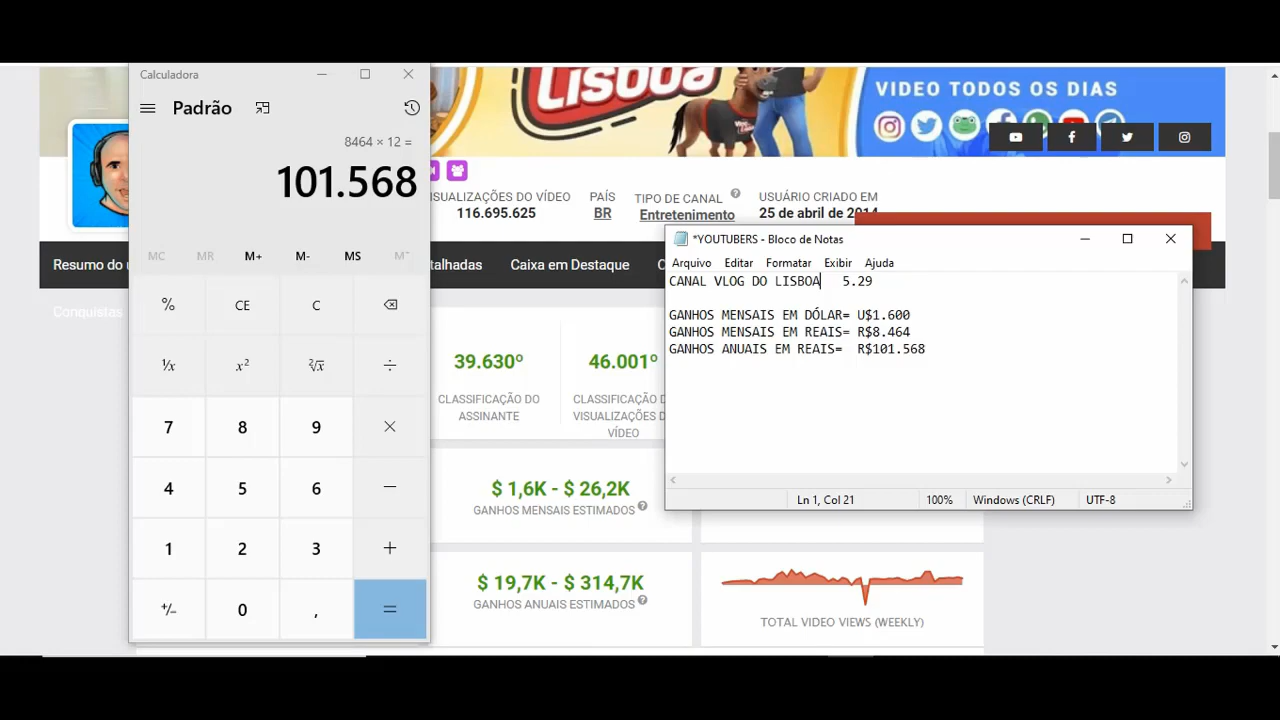 Calculadora
Padrão
8464 × 12 =
101.568
MC MR M+ M- MS
% CE C
¹/x x² ²√x ÷
7 8 9 ×
4 5 6 −
1 2 3 +
+/− 0 , =
Lisboa
VIDEO TODOS OS DIAS
116.695.625
PAÍS
BR
TIPO DE CANAL
Entretenimento
USUÁRIO CRIADO EM
25 de abril de 2014
Resumo do
talhadas
Caixa em Destaque
Conquistas
39.630º
CLASSIFICAÇÃO DO
ASSINANTE
46.001º
CLASSIFICAÇÃO D
VISUALIZAÇÕES D
VÍDEO
$ 1,6K - $ 26,2K
GANHOS MENSAIS ESTIMADOS
$ 19,7K - $ 314,7K
GANHOS ANUAIS ESTIMADOS
TOTAL VIDEO VIEWS (WEEKLY)
*YOUTUBERS - Bloco de Notas
Arquivo Editar Formatar Exibir Ajuda
CANAL VLOG DO LISBOA 5.29
GANHOS MENSAIS EM DÓLAR= U$1.600
GANHOS MENSAIS EM REAIS= R$8.464
GANHOS ANUAIS EM REAIS= R$101.568
Ln 1, Col 21 100% Windows (CRLF) UTF-8